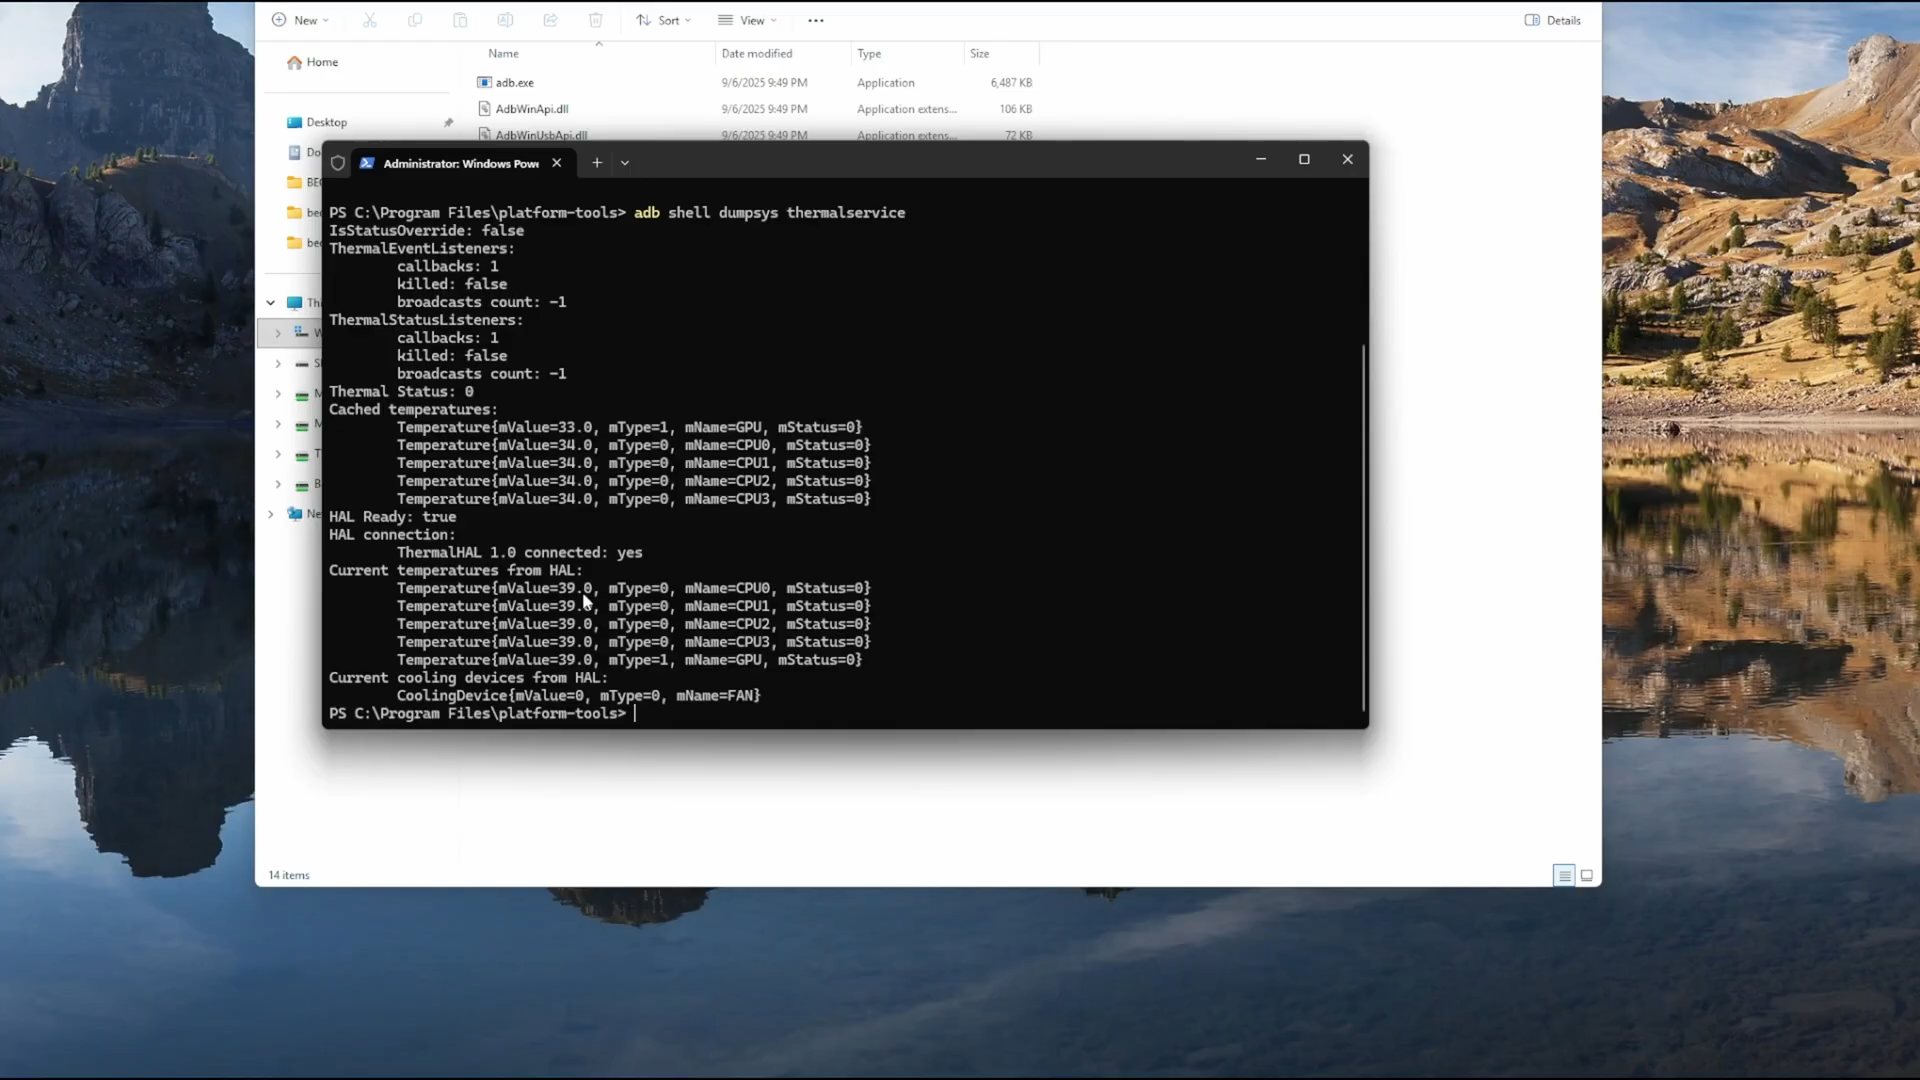 New
Sort
View
Details
Home
Name
Date modified
Type
Size
adb.exe
9/6/2025 9:49 PM
Application
6,487 KB
Desktop
AdbWinApi.dll
9/6/2025 9:49 PM
Application extens...
106 KB
AdbWinUsbApi.dll
9/6/2025 9:49 PM
Application extens...
72 KB
Administrator: Windows Powe
PS C:\Program Files\platform-tools> adb shell dumpsys thermalservice
IsStatusOverride: false
ThermalEventListeners:
callbacks: 1
killed: false
broadcasts count: -1
ThermalStatusListeners:
callbacks: 1
killed: false
broadcasts count: -1
Thermal Status: 0
Cached temperatures:
Temperature{mValue=33.0, mType=1, mName=GPU, mStatus=0}
Temperature{mValue=34.0, mType=0, mName=CPU0, mStatus=0}
Temperature{mValue=34.0, mType=0, mName=CPU1, mStatus=0}
Temperature{mValue=34.0, mType=0, mName=CPU2, mStatus=0}
Temperature{mValue=34.0, mType=0, mName=CPU3, mStatus=0}
HAL Ready: true
HAL connection:
ThermalHAL 1.0 connected: yes
Current temperatures from HAL:
Temperature{mValue=39.0, mType=0, mName=CPU0, mStatus=0}
Temperature{mValue=39.0, mType=0, mName=CPU1, mStatus=0}
Temperature{mValue=39.0, mType=0, mName=CPU2, mStatus=0}
Temperature{mValue=39.0, mType=0, mName=CPU3, mStatus=0}
Temperature{mValue=39.0, mType=1, mName=GPU, mStatus=0}
Current cooling devices from HAL:
CoolingDevice{mValue=0, mType=0, mName=FAN}
PS C:\Program Files\platform-tools>
14 items